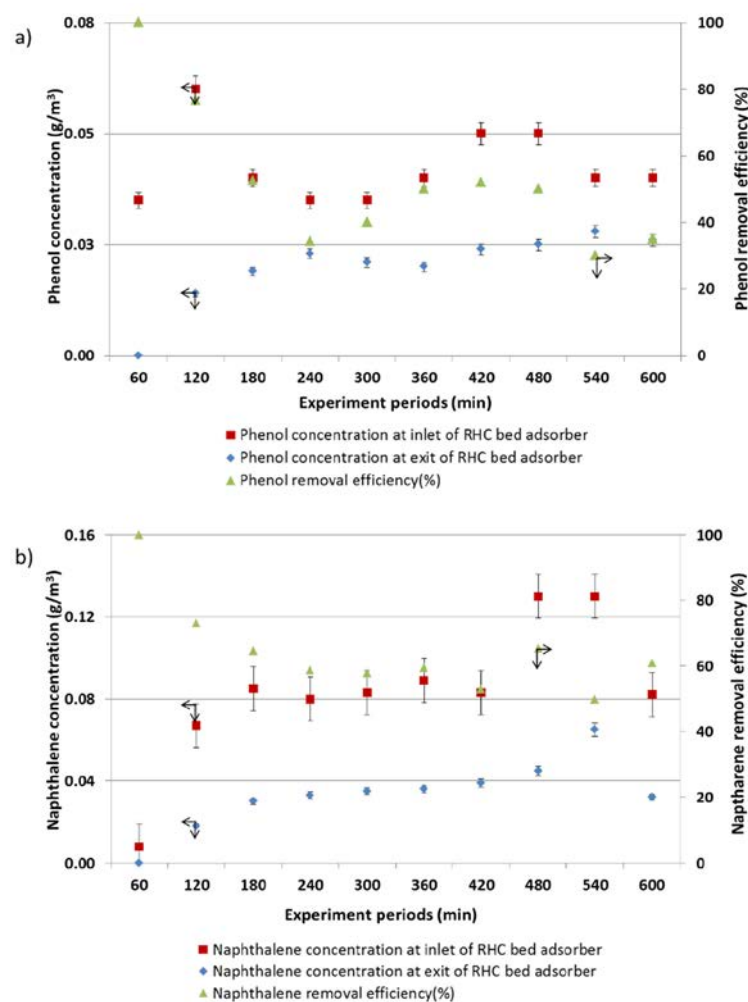 a)
Phenol concentration (g/m³)
0.08
0.05
0.03
0.00
100
80
60
40
20
0
Phenol removal efficiency(%)
60 120 180 240 300 360 420 480 540 600
Experiment periods (min)
Phenol concentration at inlet of RHC bed adsorber
Phenol concentration at exit of RHC bed adsorber
Phenol removal efficiency(%)
b)
Naphthalene concentration (g/m³)
0.16
0.12
0.08
0.04
0.00
100
80
60
40
20
0
Naptharene removal efficiency (%)
60 120 180 240 300 360 420 480 540 600
Experiment periods (min)
Naphthalene concentration at inlet of RHC bed adsorber
Naphthalene concentration at exit of RHC bed adsorber
Naphthalene removal efficiency(%)